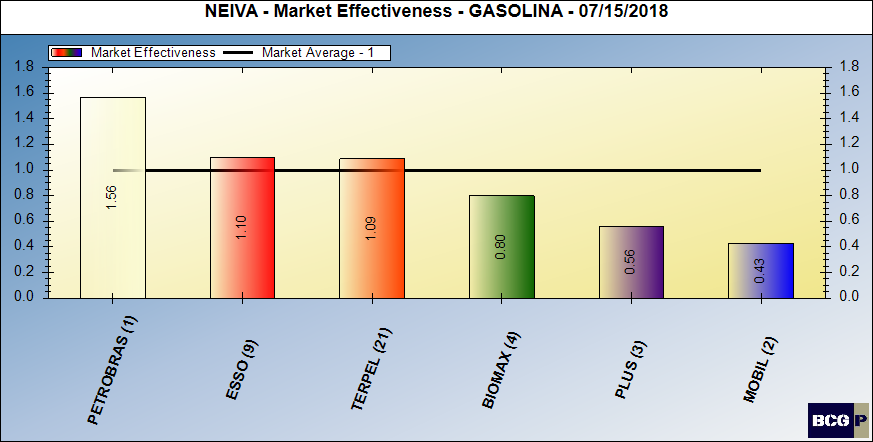 NEIVA - Market Effectiveness - GASOLINA - 07/15/2018
Market Effectiveness Market Average - 1
1.8 1.8
1.6 1.6
1.4 1.4
1.2 1.2
1.0 1.0
0.8 0.8
0.6 0.6
0.4 0.4
0.2 0.2
0.0 0.0
1.56
1.10
1.09
0.80
0.56
0.43
PETROBRAS (1)
ESSO (9)
TERPEL (21)
BIOMAX (4)
PLUS (3)
MOBIL (2)
BCG P